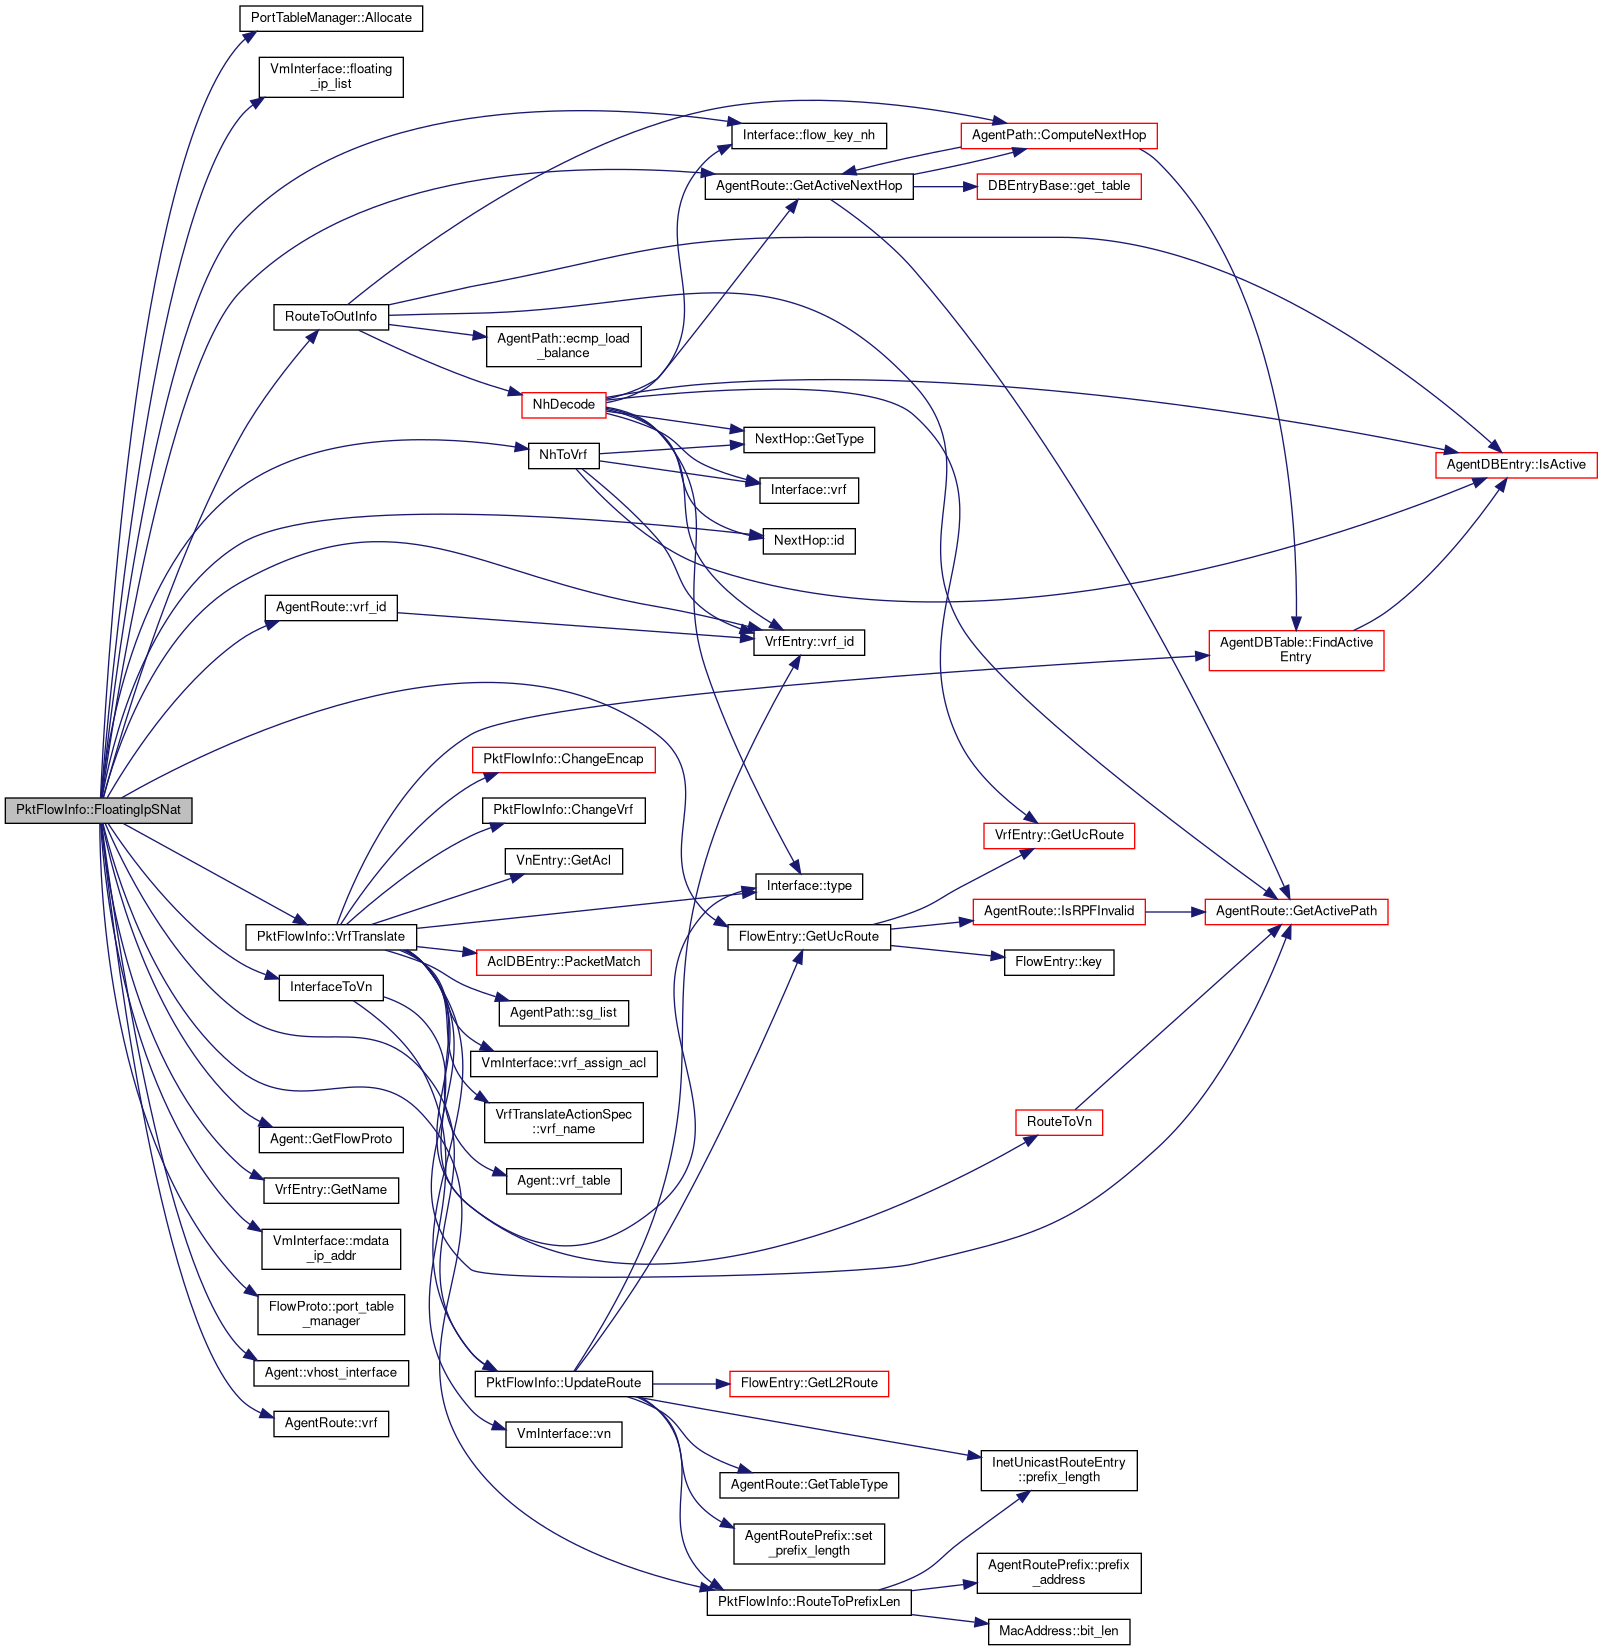 PortTableManager::Allocate
VmInterface::floating
_ip_list
Interface::flow_key_nh
AgentPath::ComputeNextHop
AgentRoute::GetActiveNextHop
DBEntryBase::get_table
RouteToOutInfo
AgentPath::ecmp_load
_balance
NhDecode
NextHop::GetType
NhToVrf
AgentDBEntry::IsActive
Interface::vrf
NextHop::id
AgentRoute::vrf_id
VrfEntry::vrf_id
AgentDBTable::FindActive
Entry
PktFlowInfo::ChangeEncap
PktFlowInfo::FloatingIpSNat
PktFlowInfo::ChangeVrf
VrfEntry::GetUcRoute
VnEntry::GetAcl
Interface::type
AgentRoute::IsRPFInvalid
AgentRoute::GetActivePath
PktFlowInfo::VrfTranslate
FlowEntry::GetUcRoute
AclDBEntry::PacketMatch
FlowEntry::key
InterfaceToVn
AgentPath::sg_list
VmInterface::vrf_assign_acl
VrfTranslateActionSpec
::vrf_name
RouteToVn
Agent::GetFlowProto
Agent::vrf_table
VrfEntry::GetName
VmInterface::mdata
_ip_addr
FlowProto::port_table
_manager
Agent::vhost_interface
PktFlowInfo::UpdateRoute
FlowEntry::GetL2Route
AgentRoute::vrf
VmInterface::vn
InetUnicastRouteEntry
::prefix_length
AgentRoute::GetTableType
AgentRoutePrefix::set
_prefix_length
AgentRoutePrefix::prefix
_address
PktFlowInfo::RouteToPrefixLen
MacAddress::bit_len